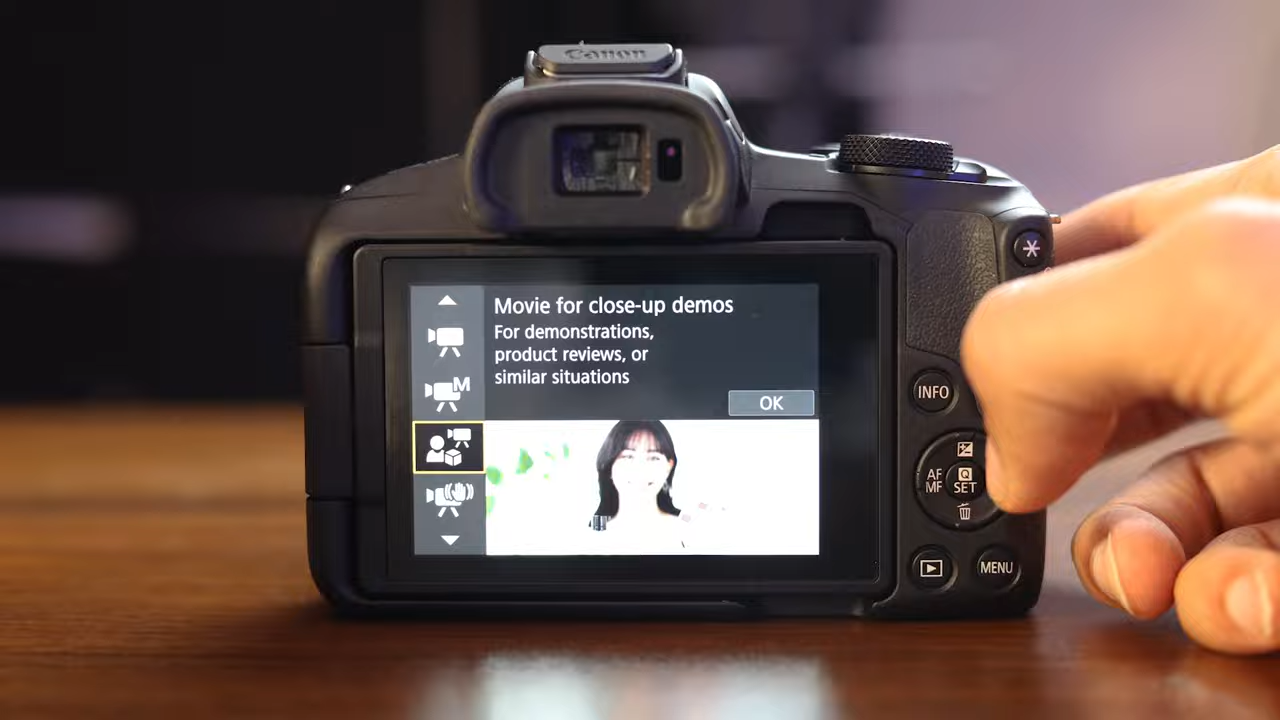 Canon
Movie for close-up demos
For demonstrations,
product reviews, or
similar situations
M
OK
INFO
AF
MF
Q
SET
MENU